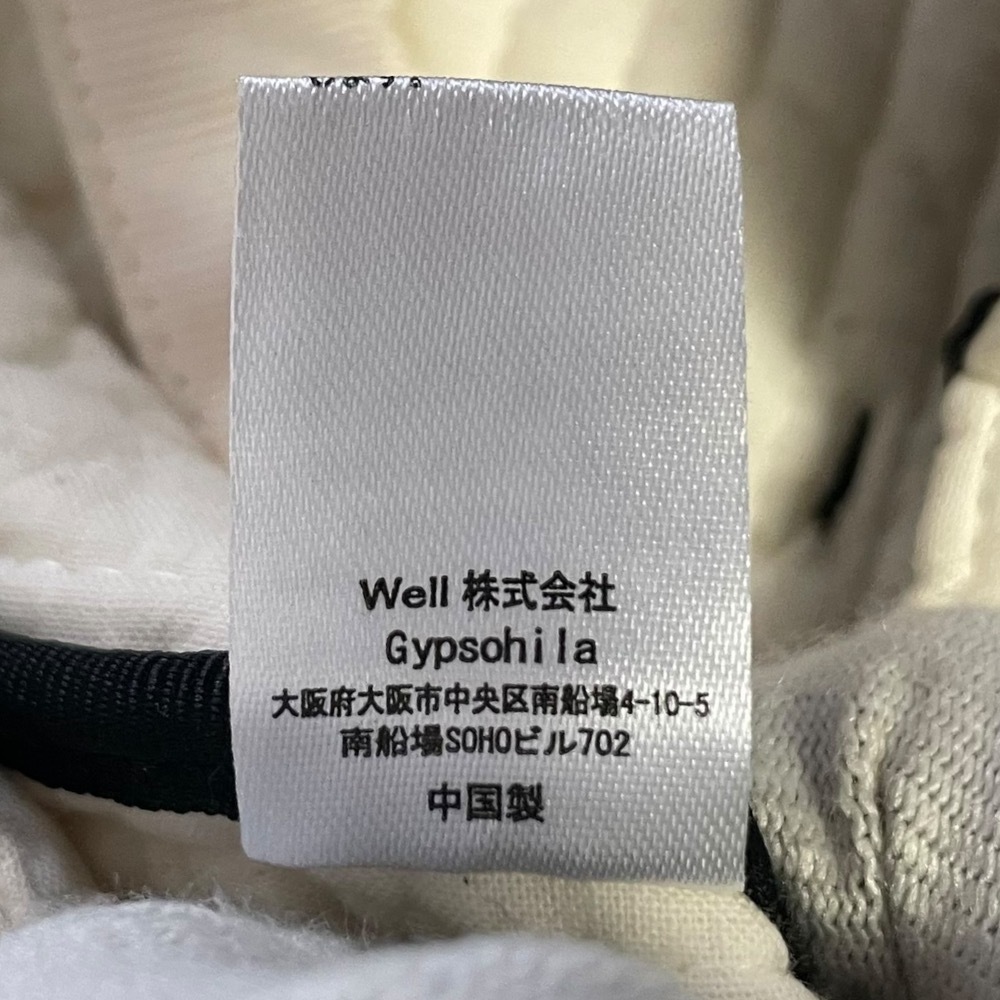 Well 株式会社
Gypsohila
大阪府大阪市中央区南船場4-10-5
南船場SOHOビル702
中国製